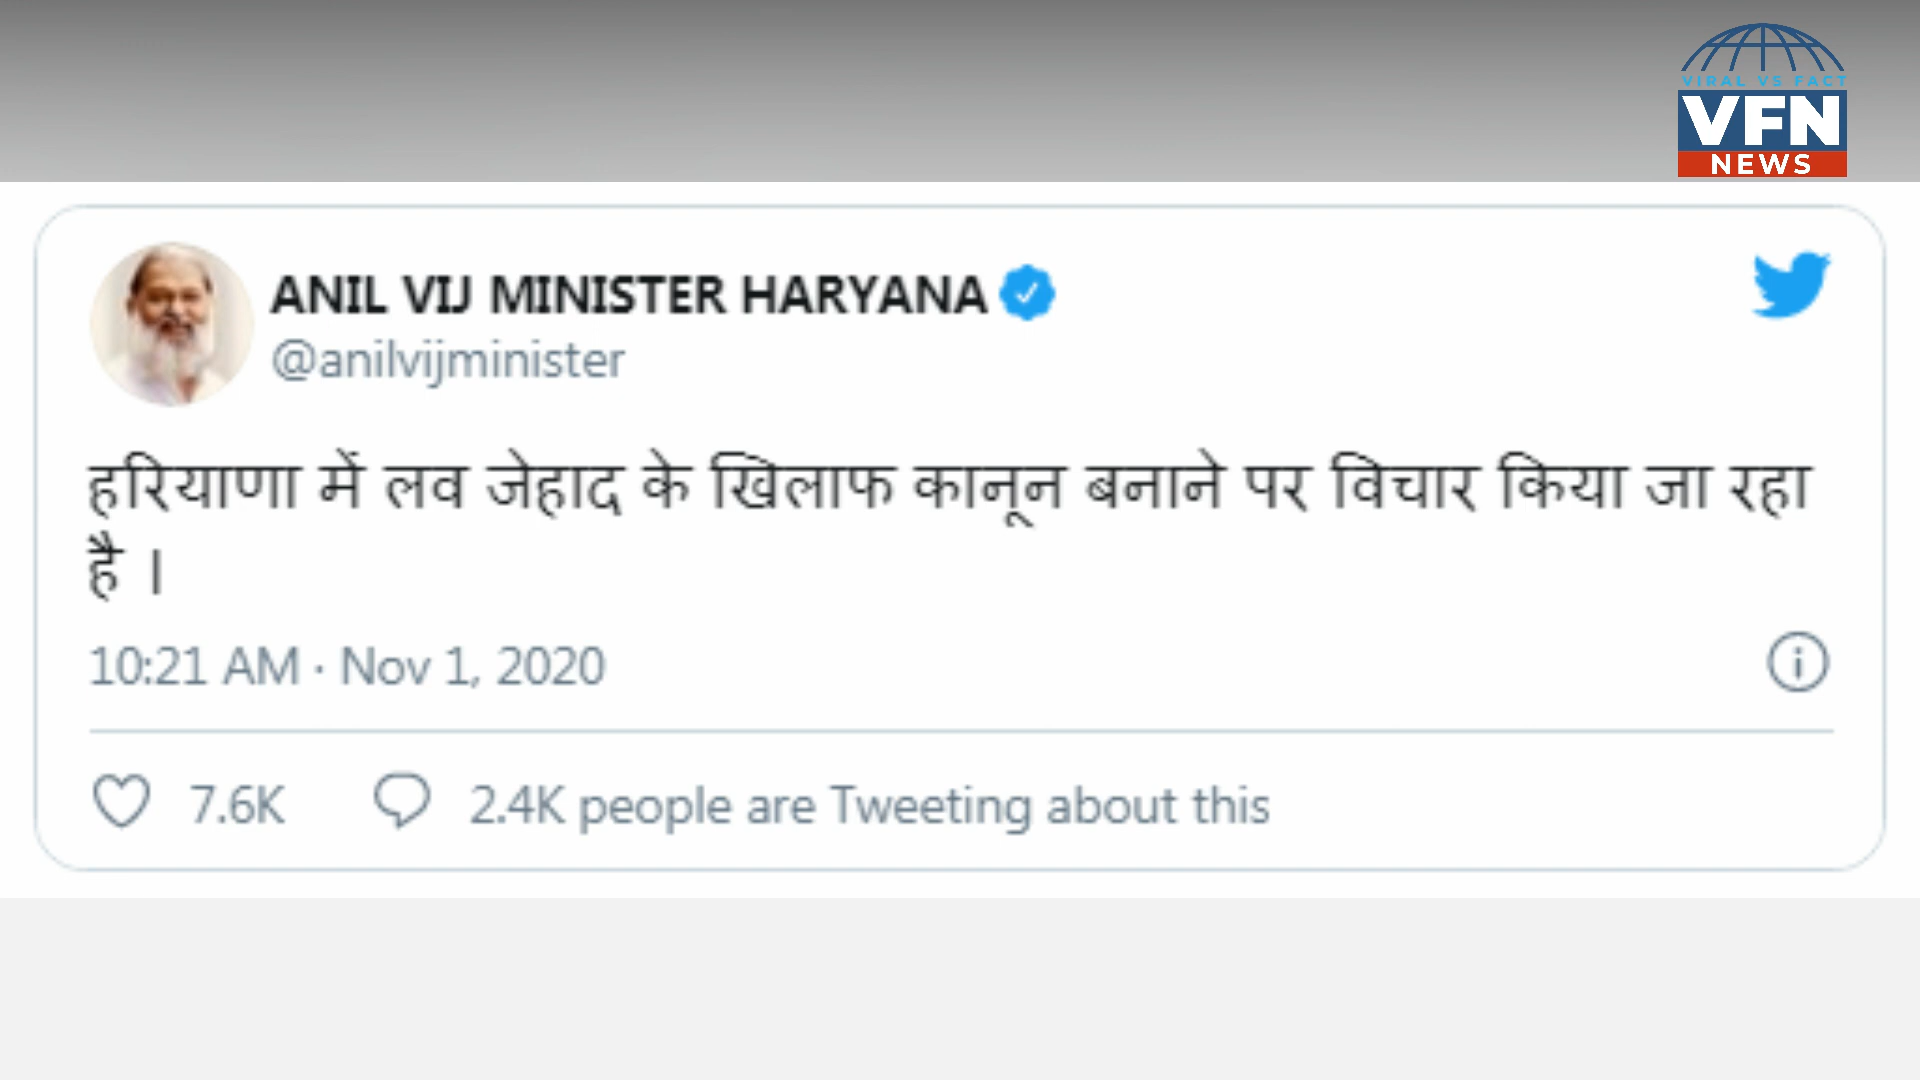 VIRAL VS FACT
VFN
NEWS
ANIL VIJ MINISTER HARYANA
@anilvijminister
हरियाणा में लव जेहाद के खिलाफ कानून बनाने पर विचार किया जा रहा
है ।
10:21 AM · Nov 1, 2020
7.6K 2.4K people are Tweeting about this